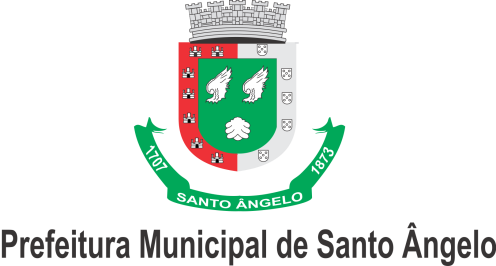 1707
SANTO ÂNGELO
1873
Prefeitura Municipal de Santo Ângelo